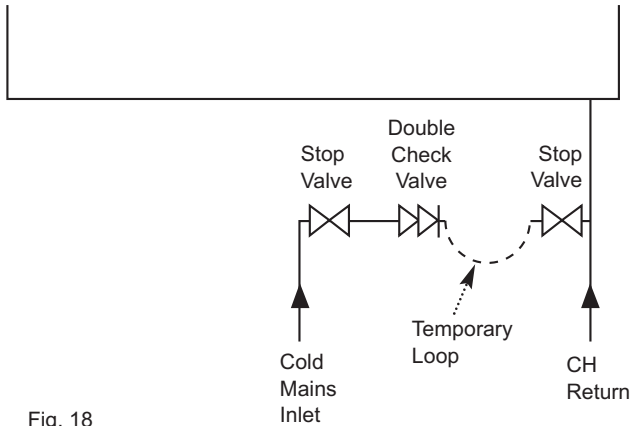 Stop
Valve
Double
Check
Valve
Stop
Valve
Temporary
Loop
Cold
Mains
Inlet
CH
Return
Fig. 18